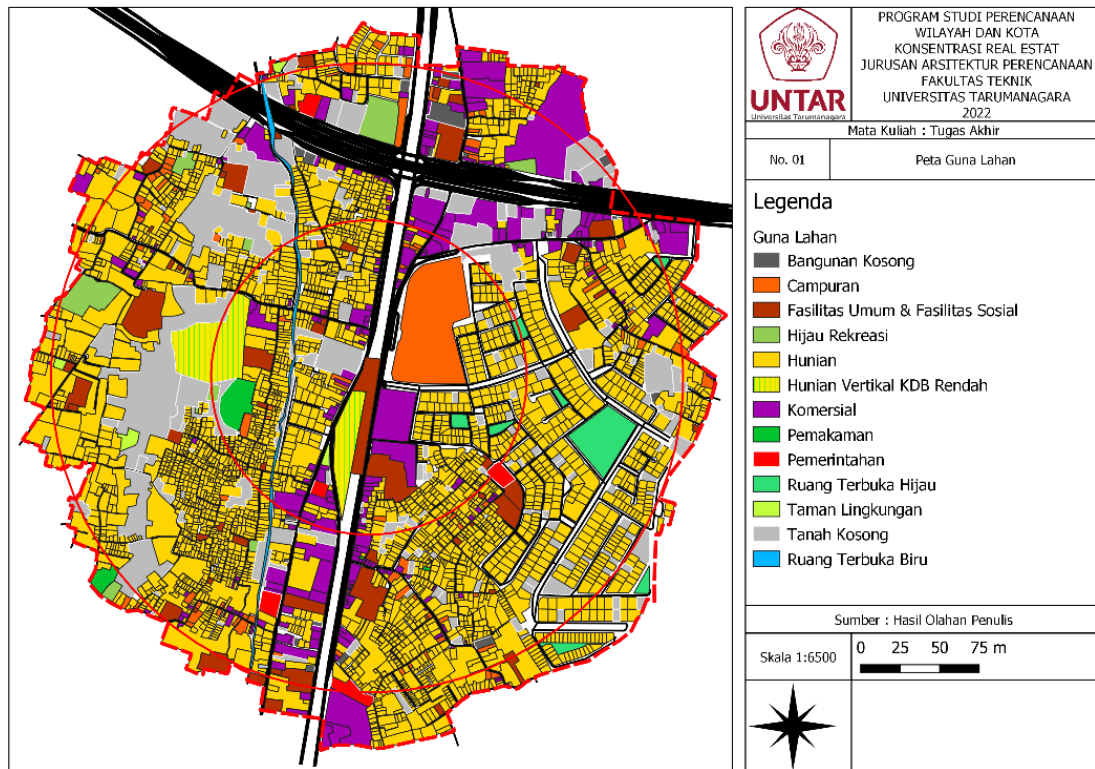 UNTAR
Universitas Tarumanagara
PROGRAM STUDI PERENCANAAN
WILAYAH DAN KOTA
KONSENTRASI REAL ESTAT
JURUSAN ARSITEKTUR PERENCANAAN
FAKULTAS TEKNIK
UNIVERSITAS TARUMANAGARA
2022
Mata Kuliah : Tugas Akhir
No. 01
Peta Guna Lahan
Legenda
Guna Lahan
Bangunan Kosong
Campuran
Fasilitas Umum & Fasilitas Sosial
Hijau Rekreasi
Hunian
Hunian Vertikal KDB Rendah
Komersial
Pemakaman
Pemerintahan
Ruang Terbuka Hijau
Taman Lingkungan
Tanah Kosong
Ruang Terbuka Biru
Sumber : Hasil Olahan Penulis
Skala 1:6500
0 25 50 75 m